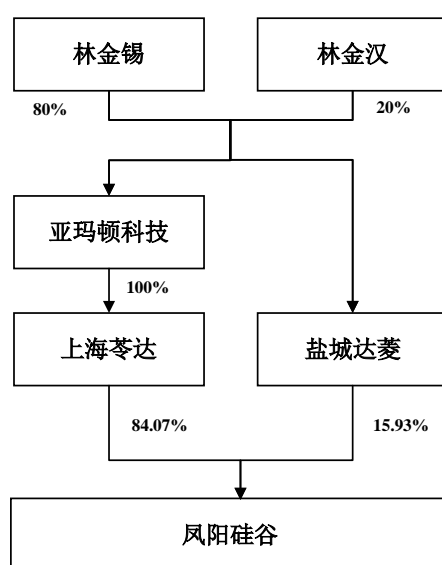 林金锡
林金汉
80%
20%
亚玛顿科技
100%
上海苓达
盐城达菱
84.07%
15.93%
凤阳硅谷